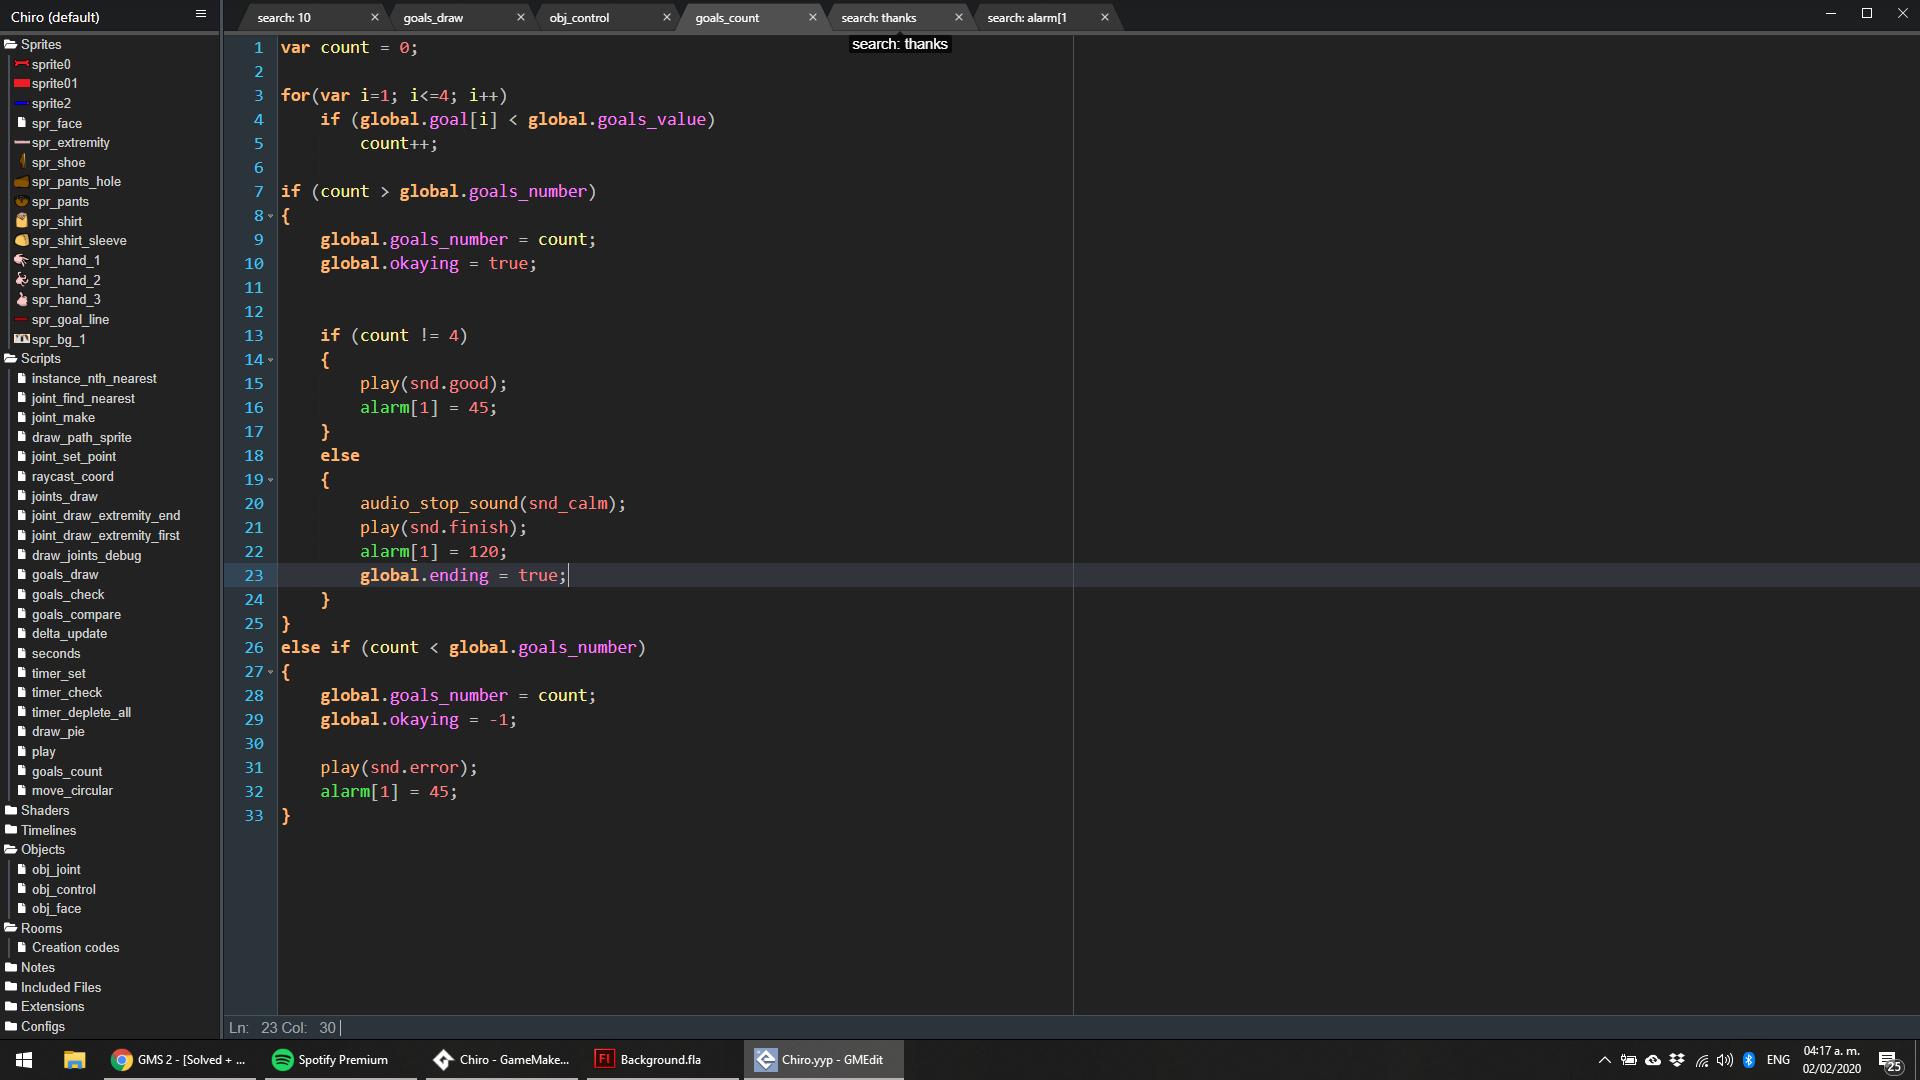 Chiro (default)
search: 10
goals_draw
obj_control
goals_count
search: thanks
search: alarm[1
search: thanks
Sprites
sprite0
sprite01
sprite2
spr_face
spr_extremity
spr_shoe
spr_pants_hole
spr_pants
spr_shirt
spr_shirt_sleeve
spr_hand_1
spr_hand_2
spr_hand_3
spr_goal_line
spr_bg_1
Scripts
instance_nth_nearest
joint_find_nearest
joint_make
draw_path_sprite
joint_set_point
raycast_coord
joints_draw
joint_draw_extremity_end
joint_draw_extremity_first
draw_joints_debug
goals_draw
goals_check
goals_compare
delta_update
seconds
timer_set
timer_check
timer_deplete_all
draw_pie
play
goals_count
move_circular
Shaders
Timelines
Objects
obj_joint
obj_control
obj_face
Rooms
Creation codes
Notes
Included Files
Extensions
Configs
1 var count = 0;
2
3 for(var i=1; i<=4; i++)
4 if (global.goal[i] < global.goals_value)
5 count++;
6
7 if (count > global.goals_number)
8 {
9 global.goals_number = count;
10 global.okaying = true;
11
12
13 if (count != 4)
14 {
15 play(snd.good);
16 alarm[1] = 45;
17 }
18 else
19 {
20 audio_stop_sound(snd_calm);
21 play(snd.finish);
22 alarm[1] = 120;
23 global.ending = true;
24 }
25 }
26 else if (count < global.goals_number)
27 {
28 global.goals_number = count;
29 global.okaying = -1;
30
31 play(snd.error);
32 alarm[1] = 45;
33 }
Ln: 23 Col: 30
GMS 2 - [Solved + ...
Spotify Premium
Chiro - GameMake...
Background.fla
Chiro.yyp - GMEdit
ENG
04:17 a. m.
02/02/2020
25